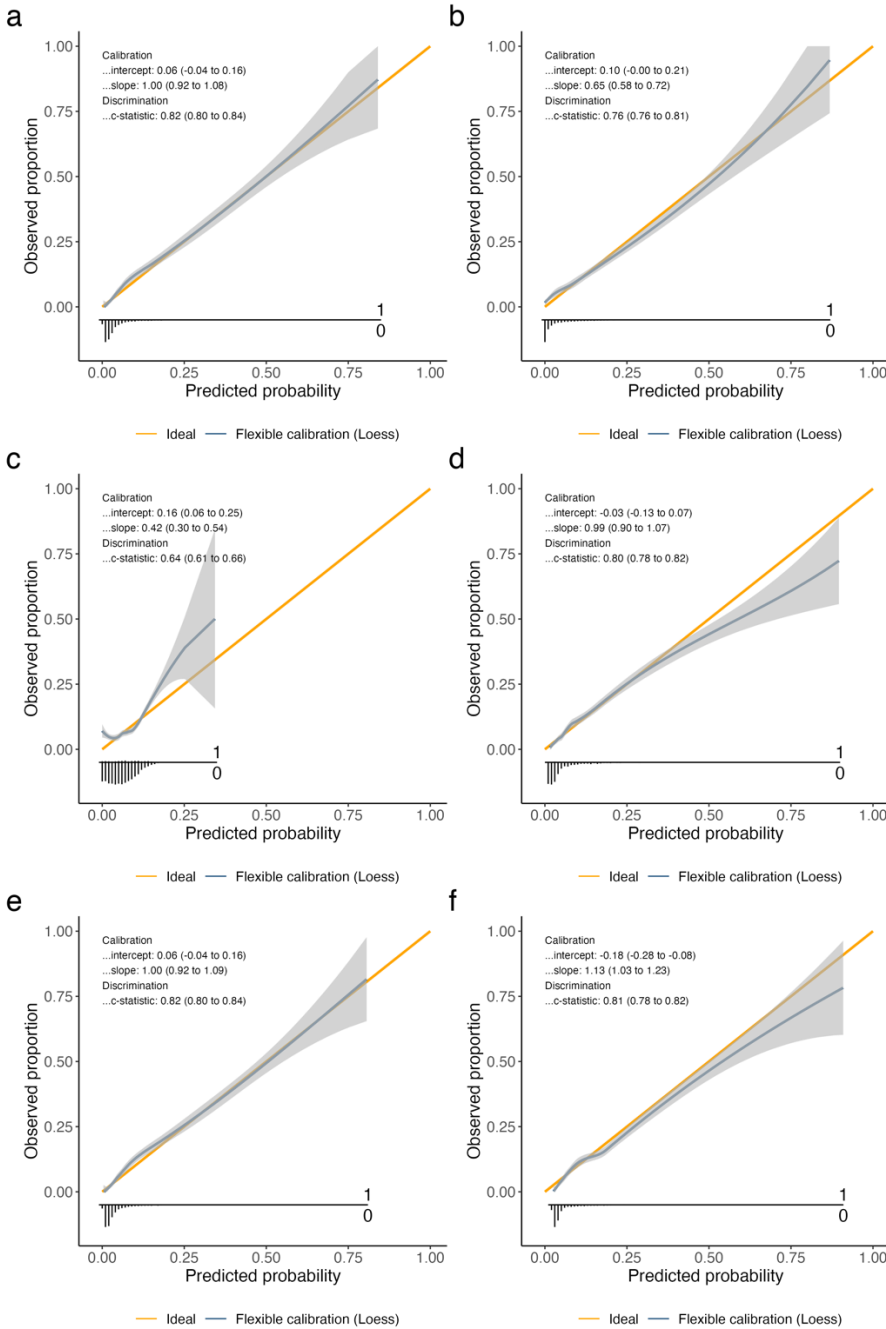 a
1.00
0.75
0.50
0.25
0.00
Observed proportion
Calibration
...intercept: 0.06 (-0.04 to 0.16)
...slope: 1.00 (0.92 to 1.08)
Discrimination
...c-statistic: 0.82 (0.80 to 0.84)
1
0
0.00 0.25 0.50 0.75 1.00
Predicted probability
Ideal Flexible calibration (Loess)
b
1.00
0.75
0.50
0.25
0.00
Observed proportion
Calibration
...intercept: 0.10 (-0.00 to 0.21)
...slope: 0.65 (0.58 to 0.72)
Discrimination
...c-statistic: 0.76 (0.76 to 0.81)
1
0
0.00 0.25 0.50 0.75 1.00
Predicted probability
Ideal Flexible calibration (Loess)
c
1.00
0.75
0.50
0.25
0.00
Observed proportion
Calibration
...intercept: 0.16 (0.06 to 0.25)
...slope: 0.42 (0.30 to 0.54)
Discrimination
...c-statistic: 0.64 (0.61 to 0.66)
1
0
0.00 0.25 0.50 0.75 1.00
Predicted probability
Ideal Flexible calibration (Loess)
d
1.00
0.75
0.50
0.25
0.00
Observed proportion
Calibration
...intercept: -0.03 (-0.13 to 0.07)
...slope: 0.99 (0.90 to 1.07)
Discrimination
...c-statistic: 0.80 (0.78 to 0.82)
1
0
0.00 0.25 0.50 0.75 1.00
Predicted probability
Ideal Flexible calibration (Loess)
e
1.00
0.75
0.50
0.25
0.00
Observed proportion
Calibration
...intercept: 0.06 (-0.04 to 0.16)
...slope: 1.00 (0.92 to 1.09)
Discrimination
...c-statistic: 0.82 (0.80 to 0.84)
1
0
0.00 0.25 0.50 0.75 1.00
Predicted probability
Ideal Flexible calibration (Loess)
f
1.00
0.75
0.50
0.25
0.00
Observed proportion
Calibration
...intercept: -0.18 (-0.28 to -0.08)
...slope: 1.13 (1.03 to 1.23)
Discrimination
...c-statistic: 0.81 (0.78 to 0.82)
1
0
0.00 0.25 0.50 0.75 1.00
Predicted probability
Ideal Flexible calibration (Loess)